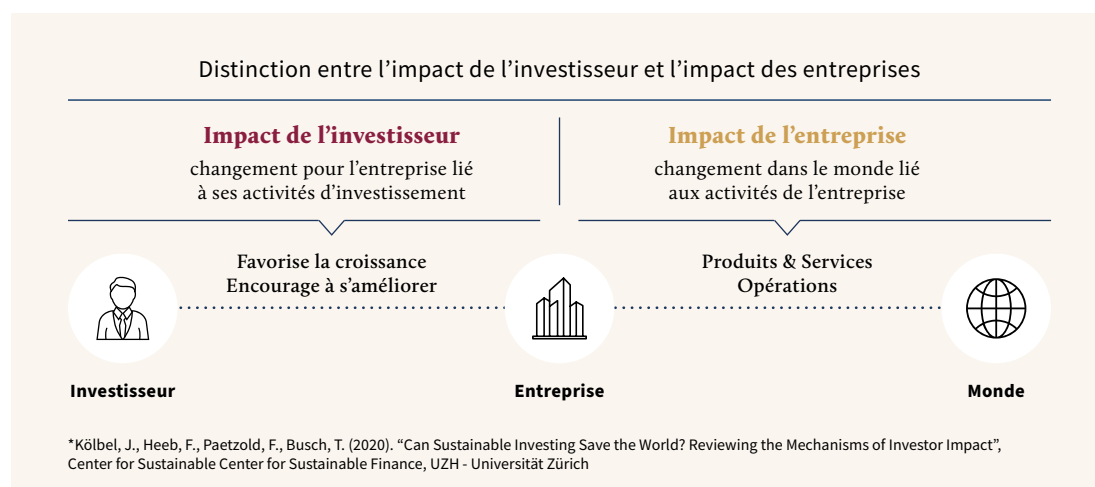 Distinction entre l’impact de l’investisseur et l’impact des entreprises
Impact de l’investisseur
changement pour l’entreprise lié
à ses activités d’investissement
Impact de l’entreprise
changement dans le monde lié
aux activités de l’entreprise
Favorise la croissance
Encourage à s’améliorer
Produits & Services
Opérations
Investisseur
Entreprise
Monde
*Kölbel, J., Heeb, F., Paetzold, F., Busch, T. (2020). “Can Sustainable Investing Save the World? Reviewing the Mechanisms of Investor Impact”,
Center for Sustainable Center for Sustainable Finance, UZH - Universität Zürich